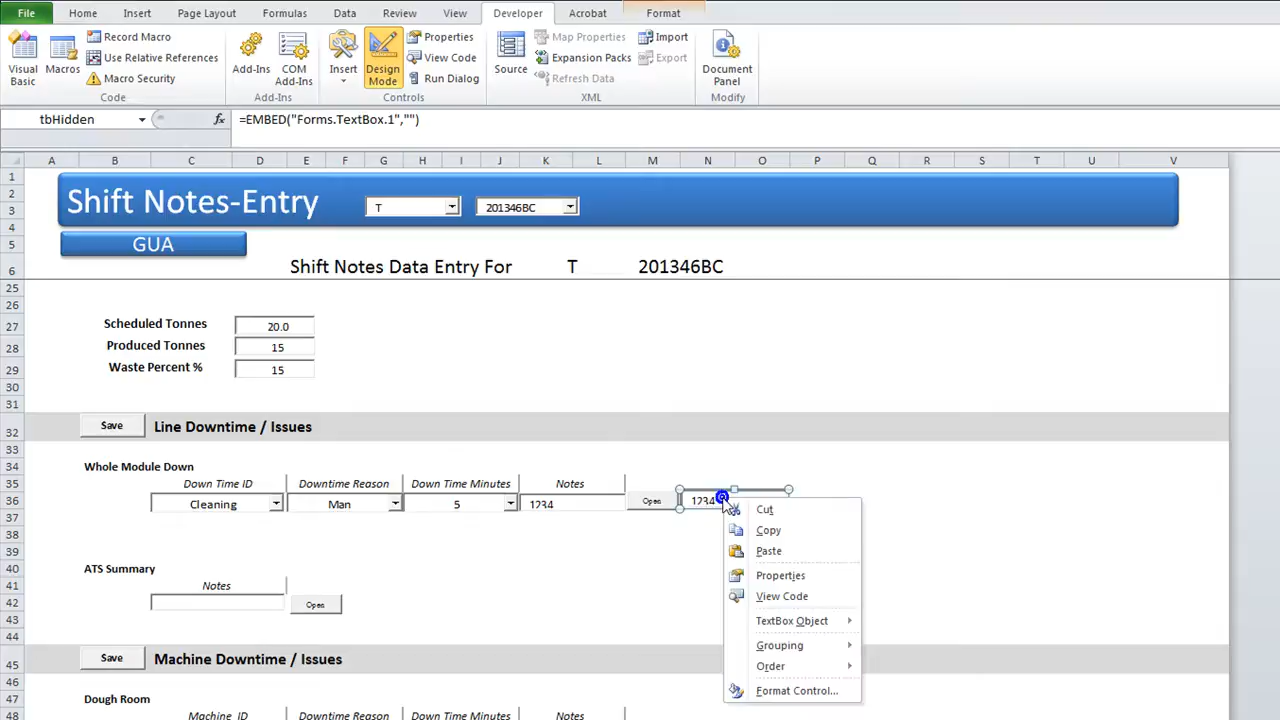 File Home Insert Page Layout Formulas Data Review View Developer Acrobat Format
Visual Basic
Macros
Record Macro
Use Relative References
Macro Security
Code
Add-Ins
COM Add-Ins
Add-Ins
Insert
Design Mode
Properties
View Code
Run Dialog
Controls
Source
Map Properties
Expansion Packs
Refresh Data
Import
Export
XML
Document Panel
Modify
tbHidden fx =EMBED("Forms.TextBox.1","")
A B C D E F G H I J K L M N O P Q R S T U V
1
2
3
4
5
6
25
26
27
28
29
30
31
32
33
34
35
36
37
38
39
40
41
42
43
44
45
46
47
48
Shift Notes-Entry T 201346BC
GUA
Shift Notes Data Entry For T 201346BC
Scheduled Tonnes 20.0
Produced Tonnes 15
Waste Percent % 15
Save Line Downtime / Issues
Whole Module Down
Down Time ID Downtime Reason Down Time Minutes Notes
Cleaning Man 5 1234 Open 1234
ATS Summary
Notes
Open
Save Machine Downtime / Issues
Dough Room
Machine ID Downtime Reason Down Time Minutes Notes
Cut
Copy
Paste
Properties
View Code
TextBox Object
Grouping
Order
Format Control...